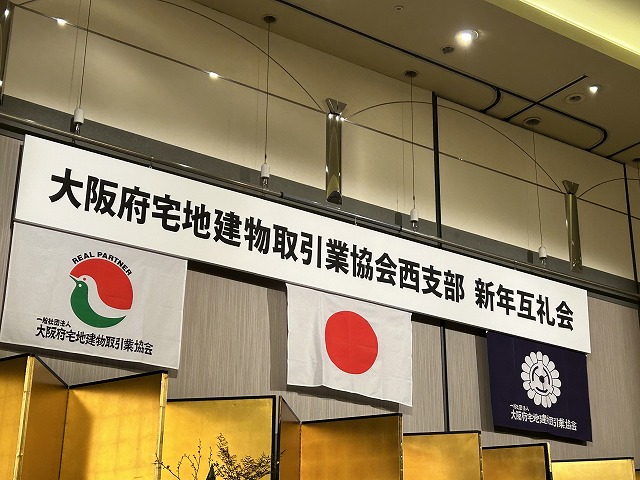 大阪府宅地建物取引業協会西支部 新年互礼会
REAL PARTNER
一般社団法人
大阪府宅地建物取引業協会
一般社団法人
大阪府宅地建物取引業協会